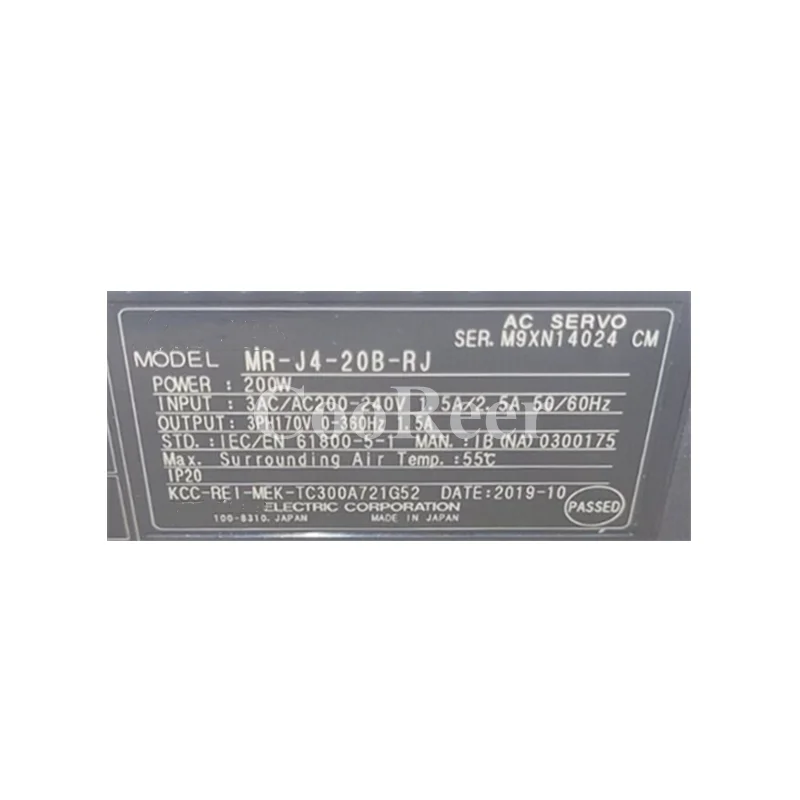 AC SERVO
SER. M9XN14024 CM
MODEL MR-J4-20B-RJ
POWER : 200W
INPUT : 3AC/AC200-240V 1.5A/2.5A 50/60Hz
OUTPUT: 3PH170V 0-360Hz 1.5A
STD. : IEC/EN 61800-5-1 MAN. : IB(NA)0300175
Max. Surrounding Air Temp. : 55℃
IP20
KCC-REI-MEK-TC300A721G52 DATE:2019-10
ELECTRIC CORPORATION
100-8310, JAPAN MADE IN JAPAN
PASSED
CooReer